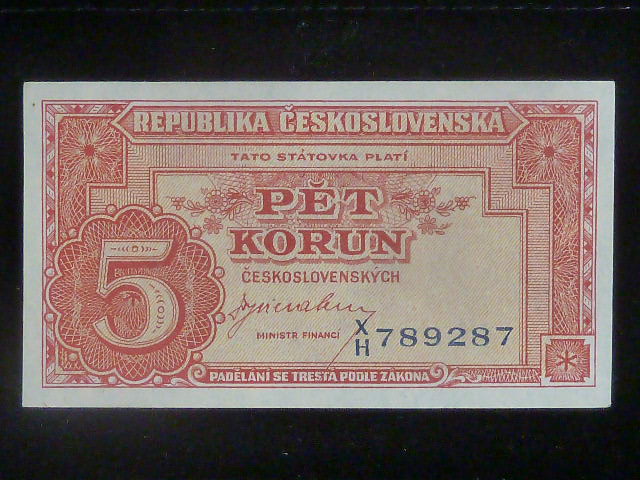 REPUBLIKA ČESKOSLOVENSKÁ
TATO STÁTOVKA PLATÍ
PĚT
KORUN
ČESKOSLOVENSKÝCH
5
MINISTR FINANCÍ
X/H 789287
PADĚLÁNÍ SE TRESTÁ PODLE ZÁKONA